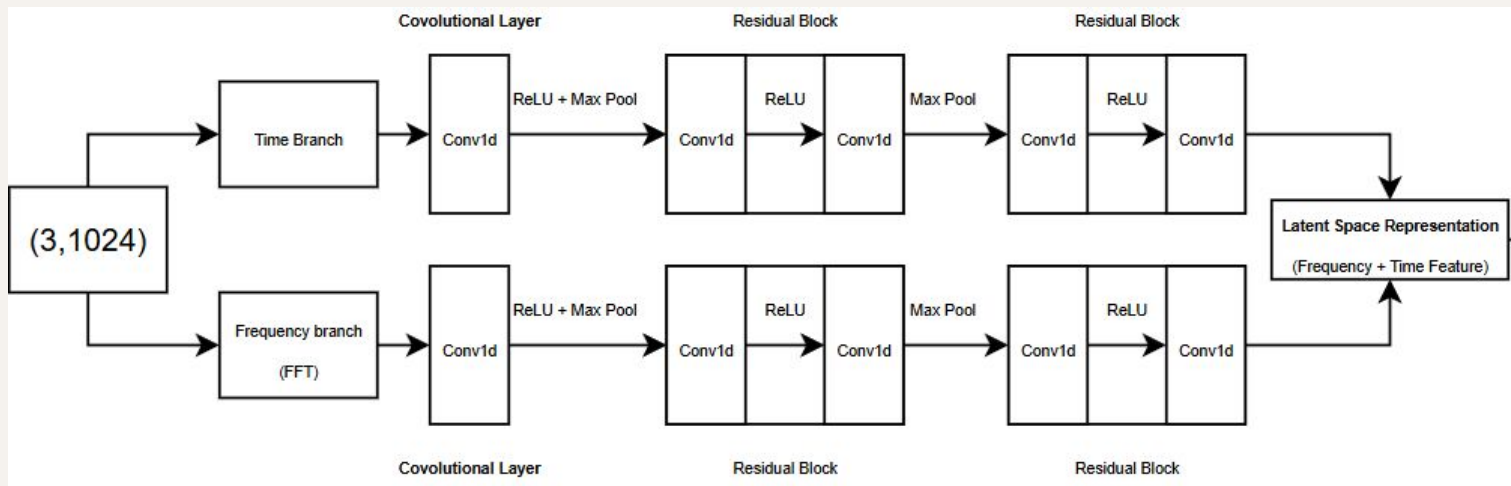 Covolutional Layer
Residual Block
Residual Block
Time Branch
Conv1d
ReLU + Max Pool
Conv1d
ReLU
Conv1d
Max Pool
Conv1d
ReLU
Conv1d
(3,1024)
Latent Space Representation
(Frequency + Time Feature)
Frequency branch
(FFT)
Conv1d
ReLU + Max Pool
Conv1d
ReLU
Conv1d
Max Pool
Conv1d
ReLU
Conv1d
Covolutional Layer
Residual Block
Residual Block